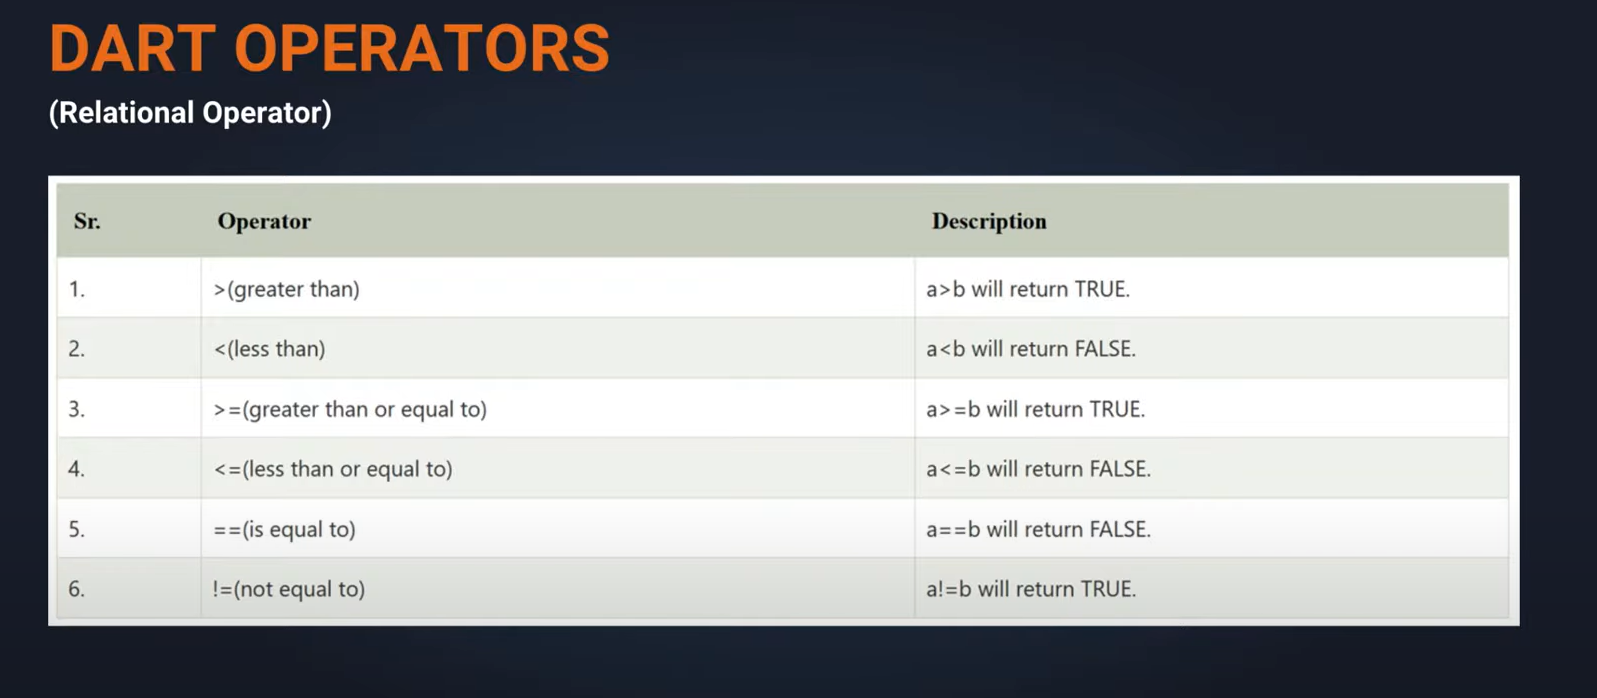 DART OPERATORS
(Relational Operator)
Sr. Operator Description
1. >(greater than) a>b will return TRUE.
2. <(less than) a<b will return FALSE.
3. >=(greater than or equal to) a>=b will return TRUE.
4. <=(less than or equal to) a<=b will return FALSE.
5. ==(is equal to) a==b will return FALSE.
6. !=(not equal to) a!=b will return TRUE.